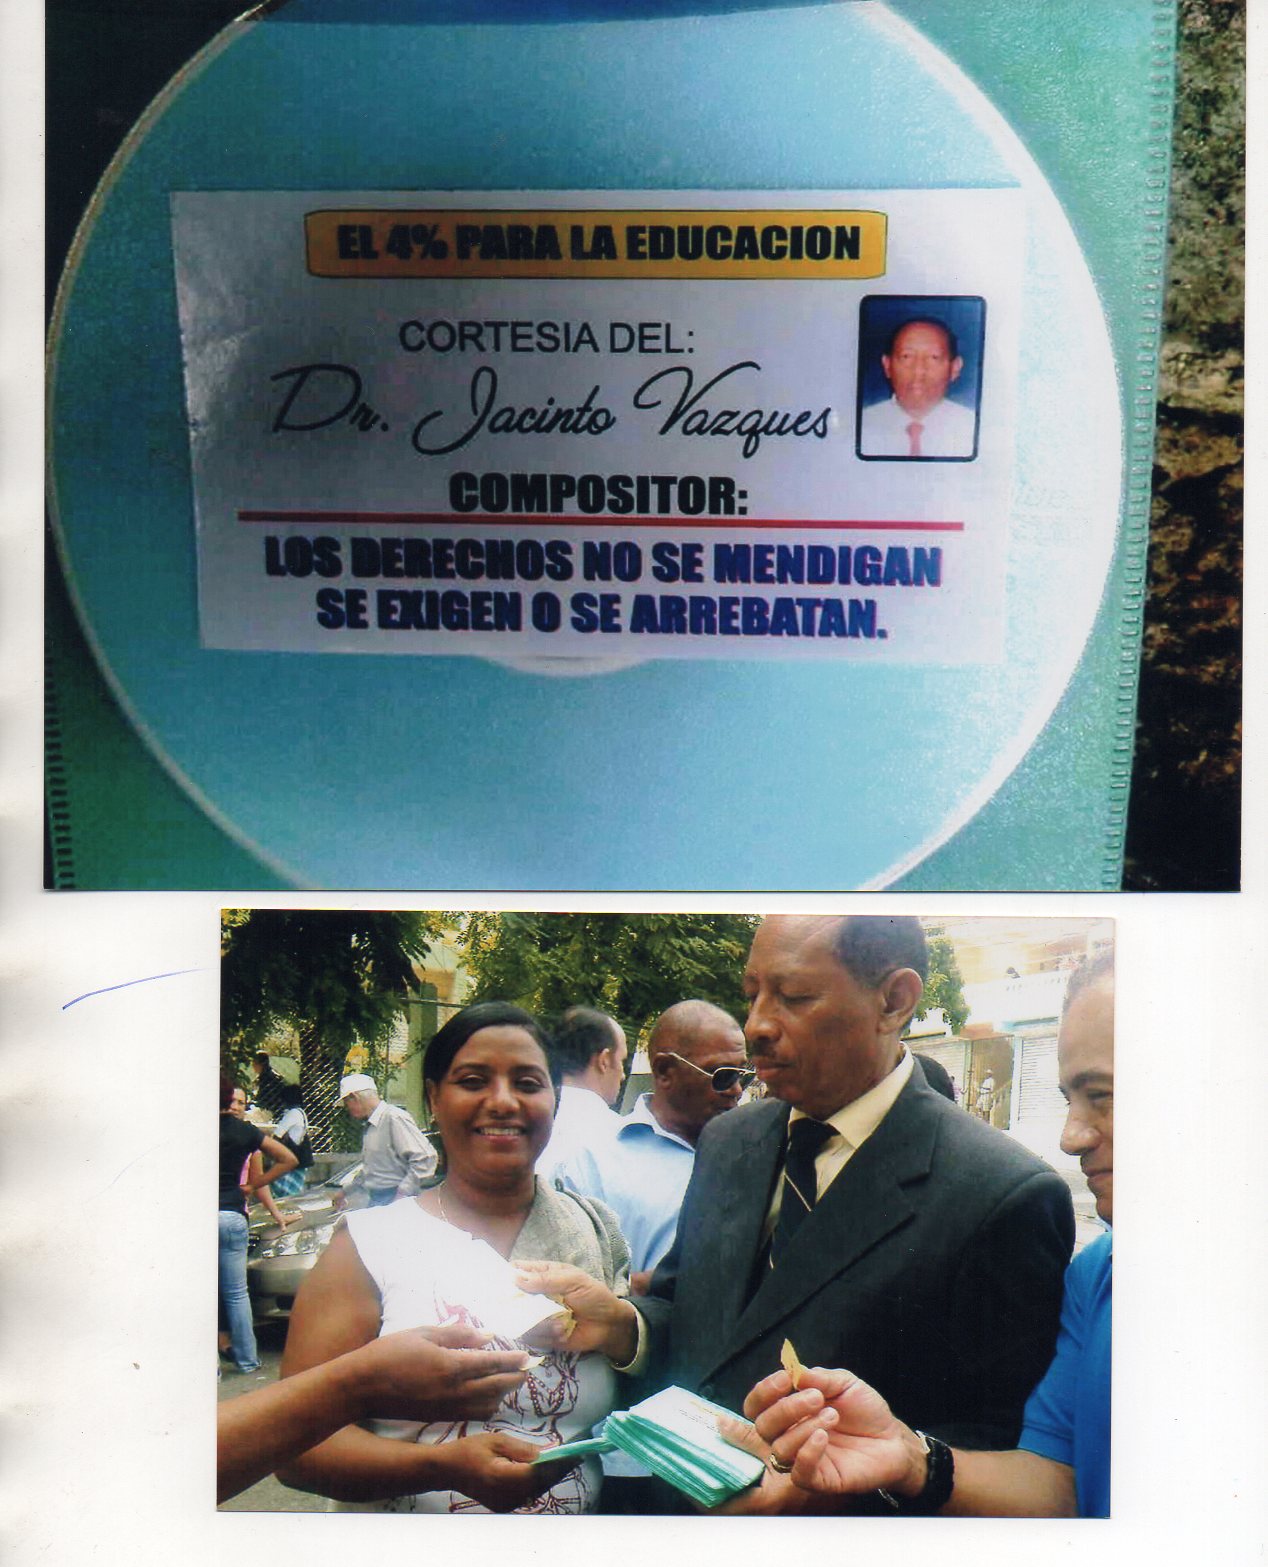 EL 4% PARA LA EDUCACION
CORTESIA DEL:
Dr. Jacinto Vazques
COMPOSITOR:
LOS DERECHOS NO SE MENDIGAN
SE EXIGEN O SE ARREBATAN.